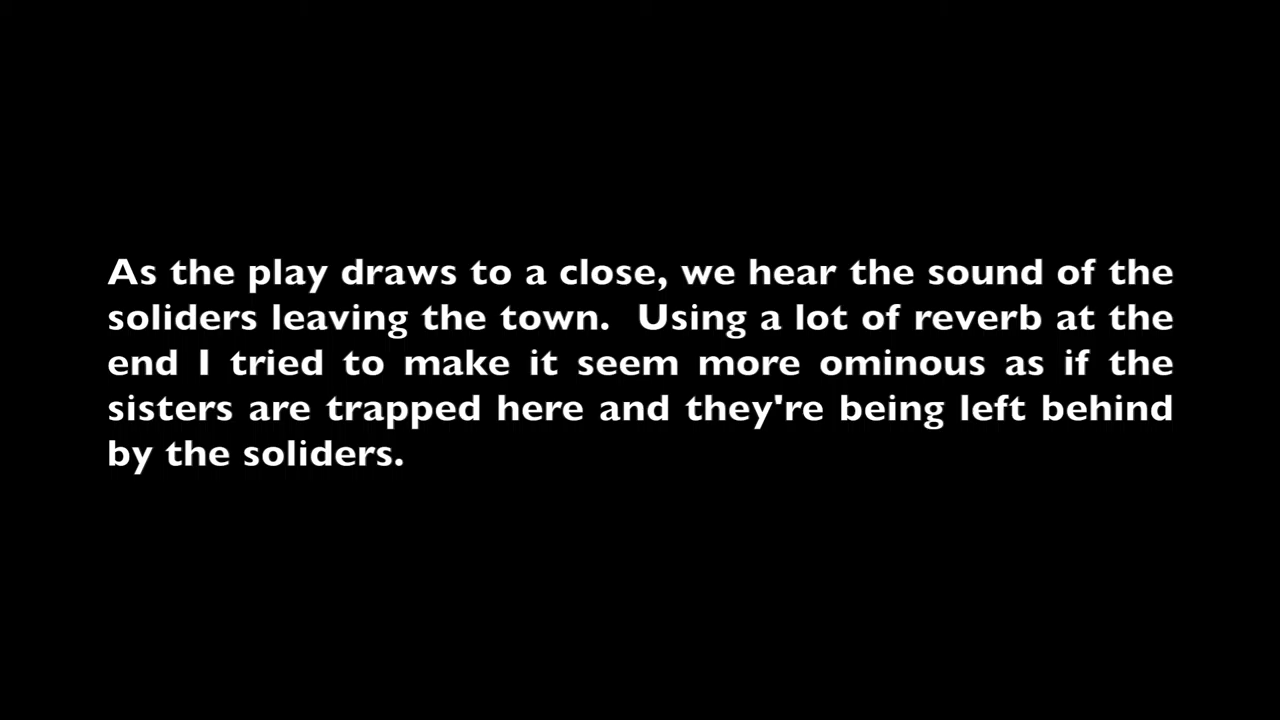 As the play draws to a close, we hear the sound of the
soliders leaving the town.  Using a lot of reverb at the
end I tried to make it seem more ominous as if the
sisters are trapped here and they're being left behind
by the soliders.